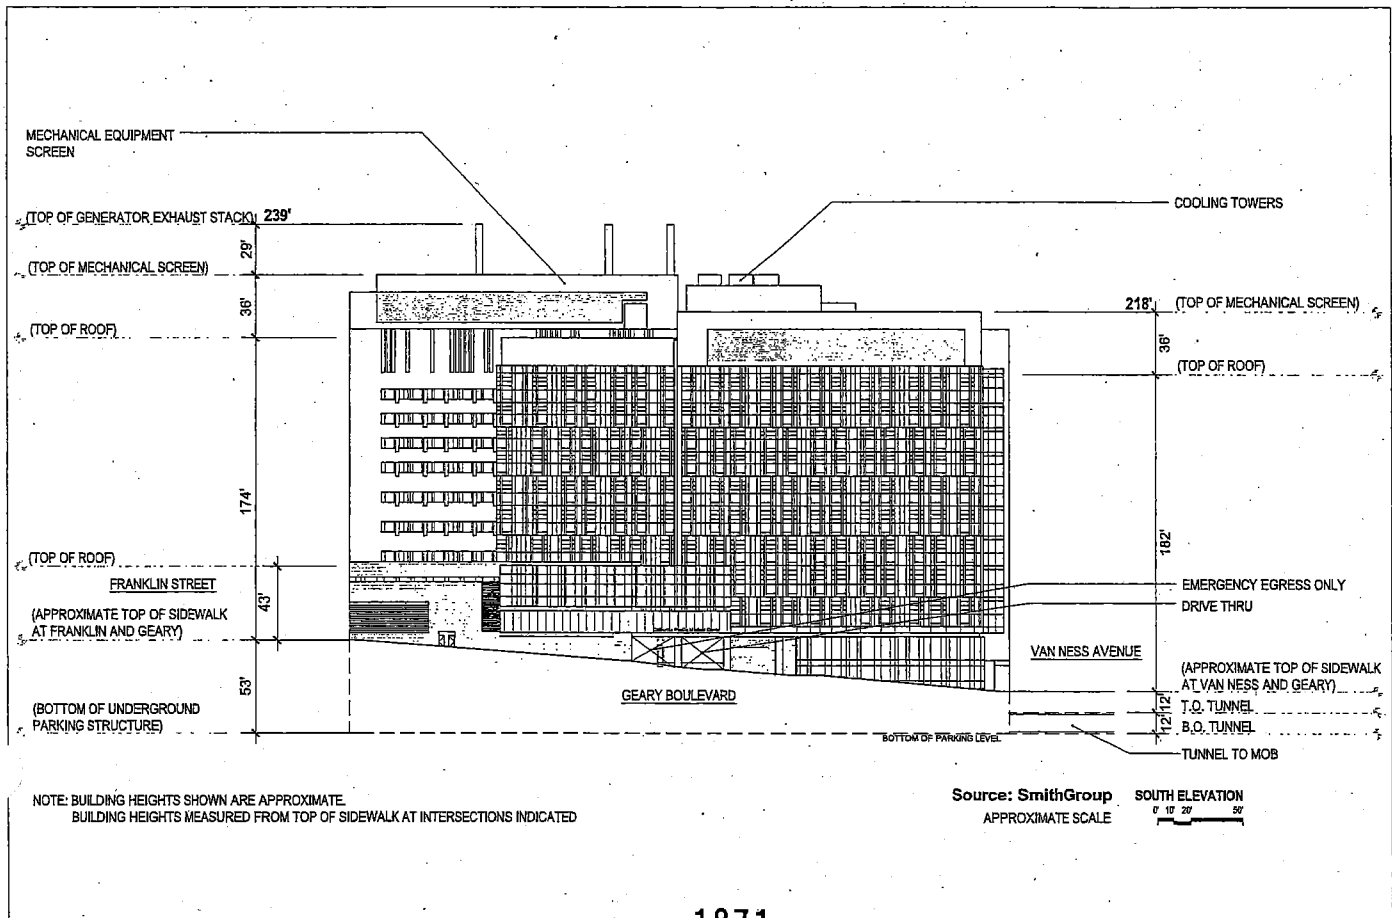 MECHANICAL EQUIPMENT
SCREEN
COOLING TOWERS
(TOP OF GENERATOR EXHAUST STACK) 239'
29'
(TOP OF MECHANICAL SCREEN)
36'
(TOP OF ROOF)
174'
(TOP OF ROOF)
FRANKLIN STREET
43'
(APPROXIMATE TOP OF SIDEWALK
AT FRANKLIN AND GEARY)
53'
(BOTTOM OF UNDERGROUND
PARKING STRUCTURE)
218' (TOP OF MECHANICAL SCREEN)
36'
(TOP OF ROOF)
182'
EMERGENCY EGRESS ONLY
DRIVE THRU
VAN NESS AVENUE
(APPROXIMATE TOP OF SIDEWALK
AT VAN NESS AND GEARY)
12'
T.O. TUNNEL
12'
B.O. TUNNEL
TUNNEL TO MOB
GEARY BOULEVARD
BOTTOM OF PARKING LEVEL
NOTE: BUILDING HEIGHTS SHOWN ARE APPROXIMATE.
BUILDING HEIGHTS MEASURED FROM TOP OF SIDEWALK AT INTERSECTIONS INDICATED
Source: SmithGroup
APPROXIMATE SCALE
SOUTH ELEVATION
0' 10' 20' 50'
1871